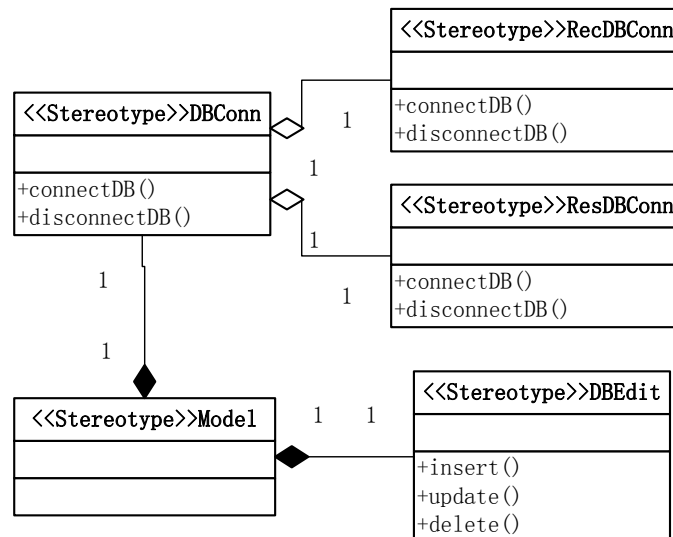 <<Stereotype>>RecDBConn
+connectDB()
+disconnectDB()
<<Stereotype>>DBConn
+connectDB()
+disconnectDB()
1
1
<<Stereotype>>ResDBConn
+connectDB()
+disconnectDB()
1
1
1
1
<<Stereotype>>Model
1
1
<<Stereotype>>DBEdit
+insert()
+update()
+delete()